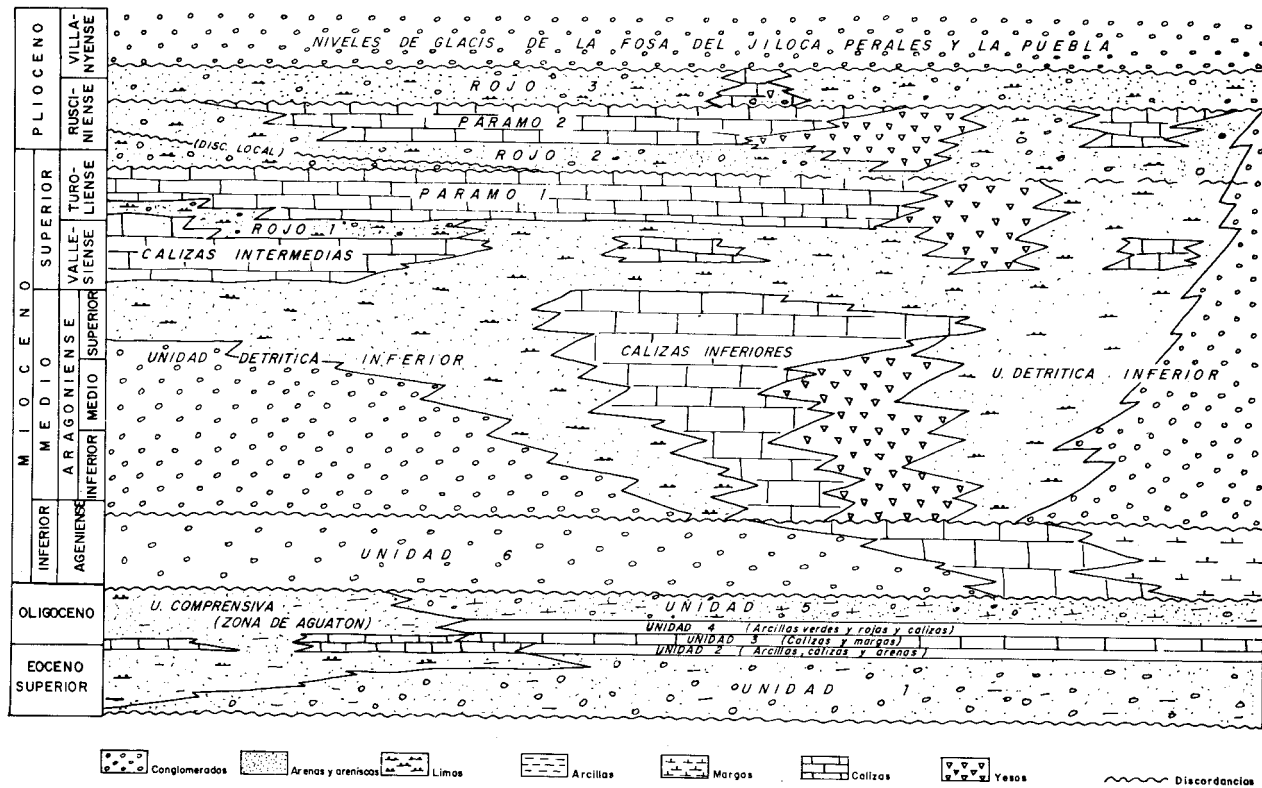 PLIOCENO
VILLA-
NYENSE
RUSCI-
NIENSE
MIOCENO
SUPERIOR
TURO-
LIENSE
VALLE-
SIENSE
MEDIO
ARAGONIENSE
SUPERIOR
MEDIO
INFERIOR
INFERIOR
AGENIENSE
OLIGOCENO
EOCENO
SUPERIOR
NIVELES DE GLACIS DE LA FOSA DEL JILOCA PERALES Y LA PUEBLA
ROJO 3
PARAMO 2
(DISC. LOCAL)
ROJO 2
PARAMO 1
ROJO 1
CALIZAS INTERMEDIAS
UNIDAD DETRITICA INFERIOR
CALIZAS INFERIORES
U. DETRITICA INFERIOR
UNIDAD 6
U. COMPRENSIVA
(ZONA DE AGUATON)
UNIDAD 5
UNIDAD 4 (Arcillas verdes y rojas y calizas)
UNIDAD 3 (Calizas y margas)
UNIDAD 2 (Arcillas, calizas y arenas)
UNIDAD 1
Conglomerados
Arenas y areniscas
Limos
Arcillas
Margas
Calizas
Yesos
Discordancias